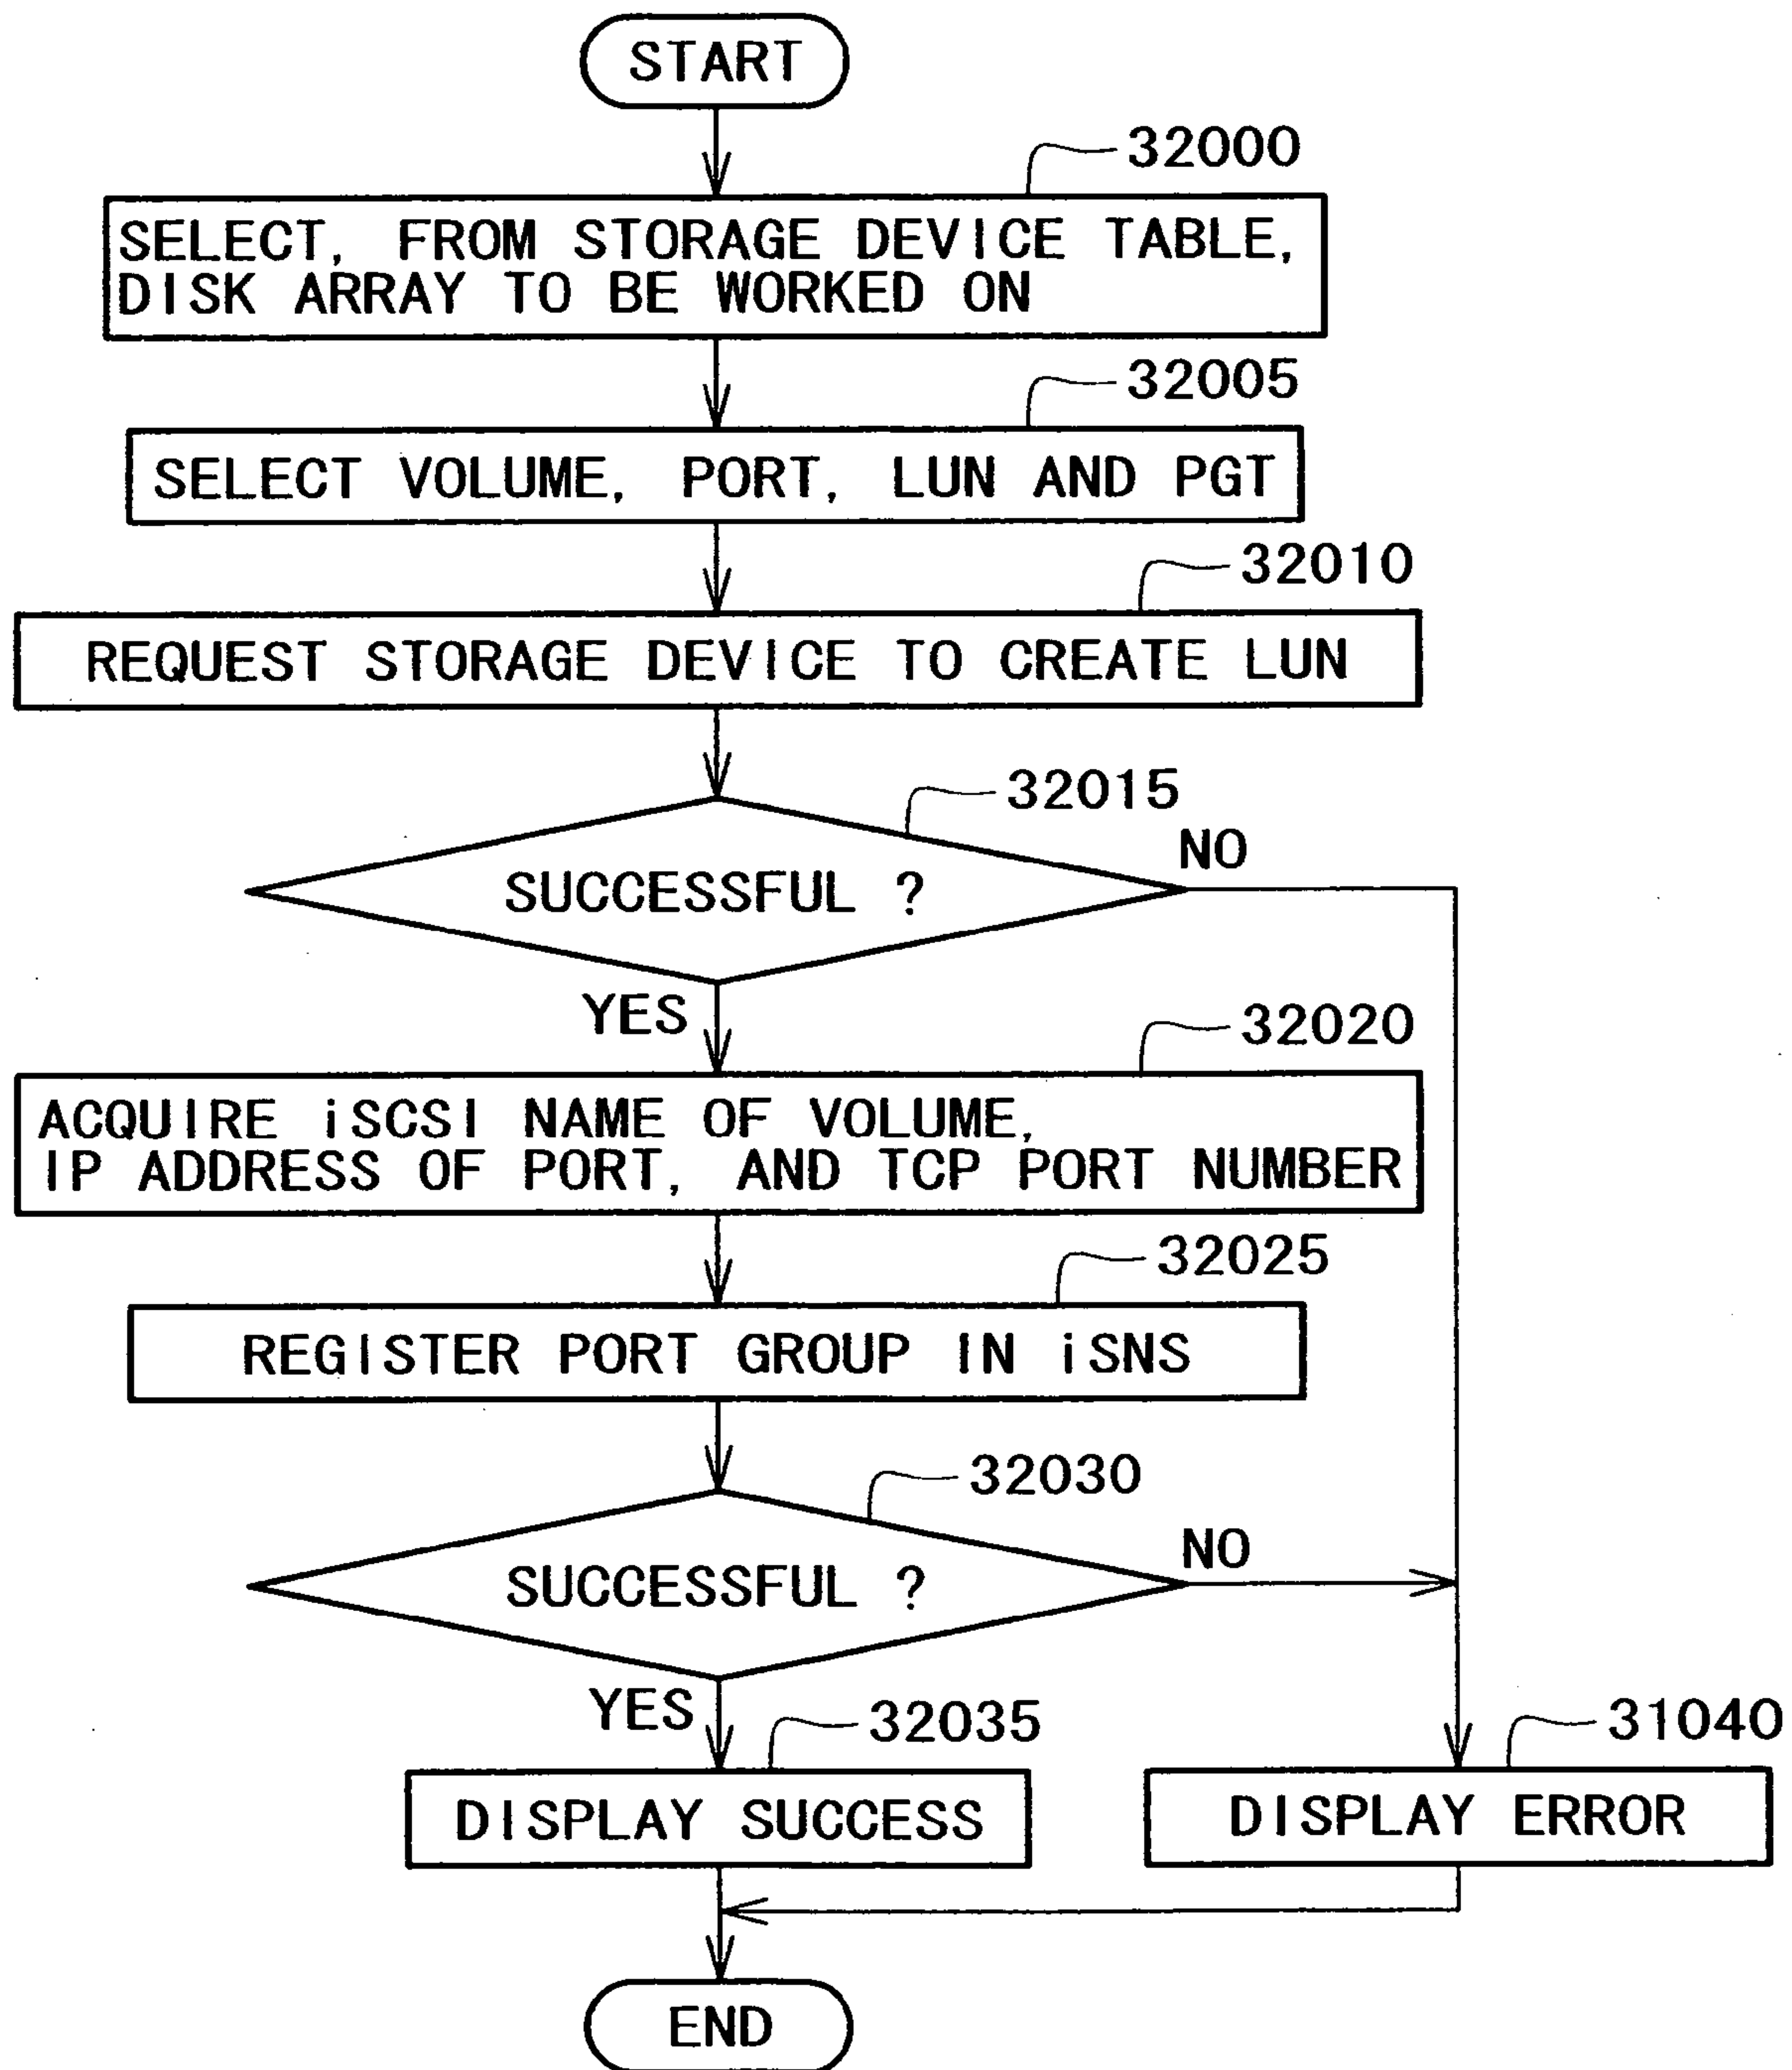 START
32000
SELECT, FROM STORAGE DEVICE TABLE,
DISK ARRAY TO BE WORKED ON
32005
SELECT VOLUME, PORT, LUN AND PGT
32010
REQUEST STORAGE DEVICE TO CREATE LUN
32015
SUCCESSFUL ?
NO
YES
32020
ACQUIRE iSCSI NAME OF VOLUME,
IP ADDRESS OF PORT, AND TCP PORT NUMBER
32025
REGISTER PORT GROUP IN iSNS
32030
SUCCESSFUL ?
NO
YES
32035
31040
DISPLAY SUCCESS
DISPLAY ERROR
END